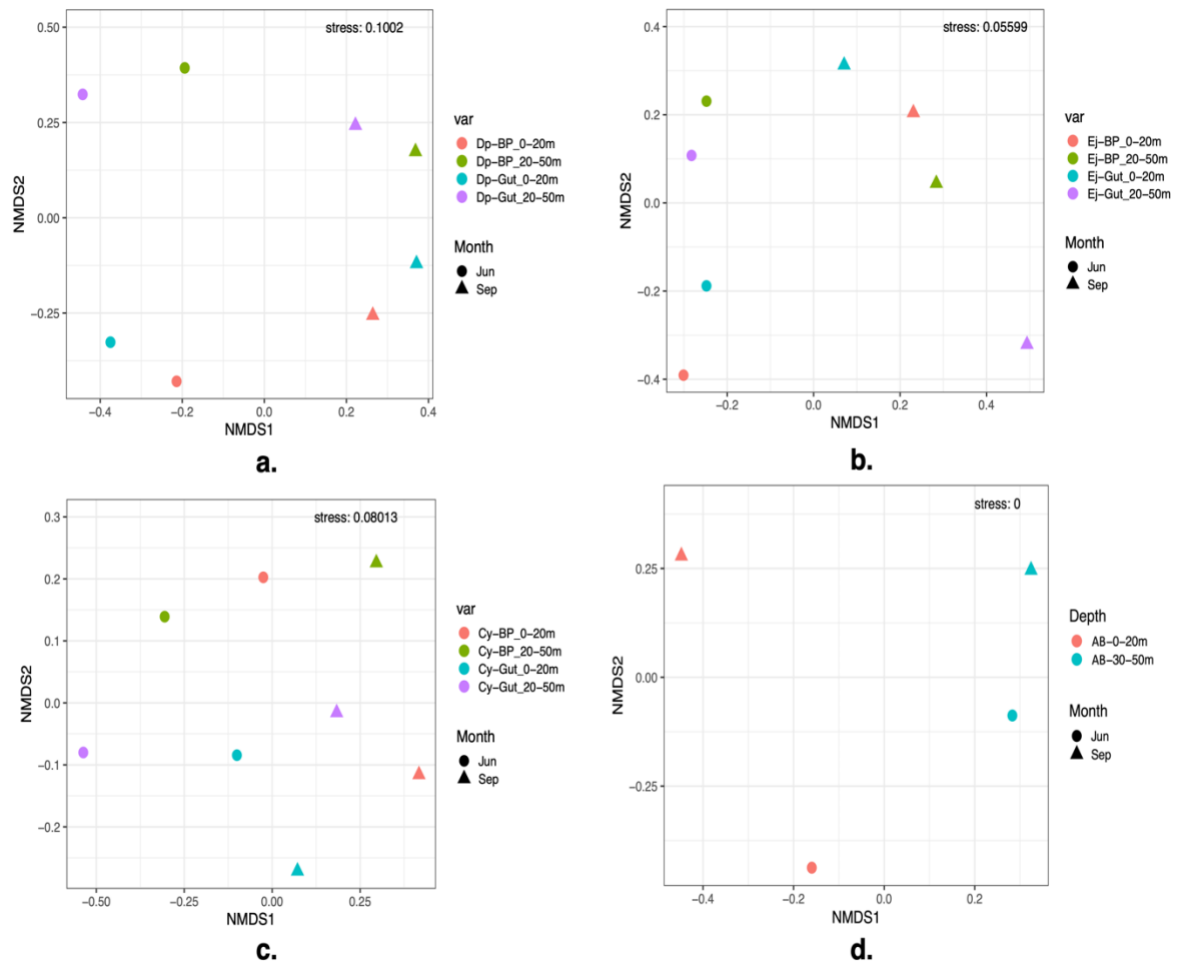 stress: 0.1002
0.50
0.25
0.00
−0.25
NMDS2
−0.4
−0.2
0.0
0.2
0.4
NMDS1
var
Dp−BP_0−20m
Dp−BP_20−50m
Dp−Gut_0−20m
Dp−Gut_20−50m
Month
Jun
Sep
a.
stress: 0.05599
0.4
0.2
0.0
−0.2
−0.4
NMDS2
−0.2
0.0
0.2
0.4
NMDS1
var
Ej−BP_0−20m
Ej−BP_20−50m
Ej−Gut_0−20m
Ej−Gut_20−50m
Month
Jun
Sep
b.
stress: 0.08013
0.3
0.2
0.1
0.0
−0.1
−0.2
NMDS2
−0.50
−0.25
0.00
0.25
NMDS1
var
Cy−BP_0−20m
Cy−BP_20−50m
Cy−Gut_0−20m
Cy−Gut_20−50m
Month
Jun
Sep
c.
stress: 0
0.25
0.00
−0.25
NMDS2
−0.4
−0.2
0.0
0.2
NMDS1
Depth
AB−0−20m
AB−30−50m
Month
Jun
Sep
d.